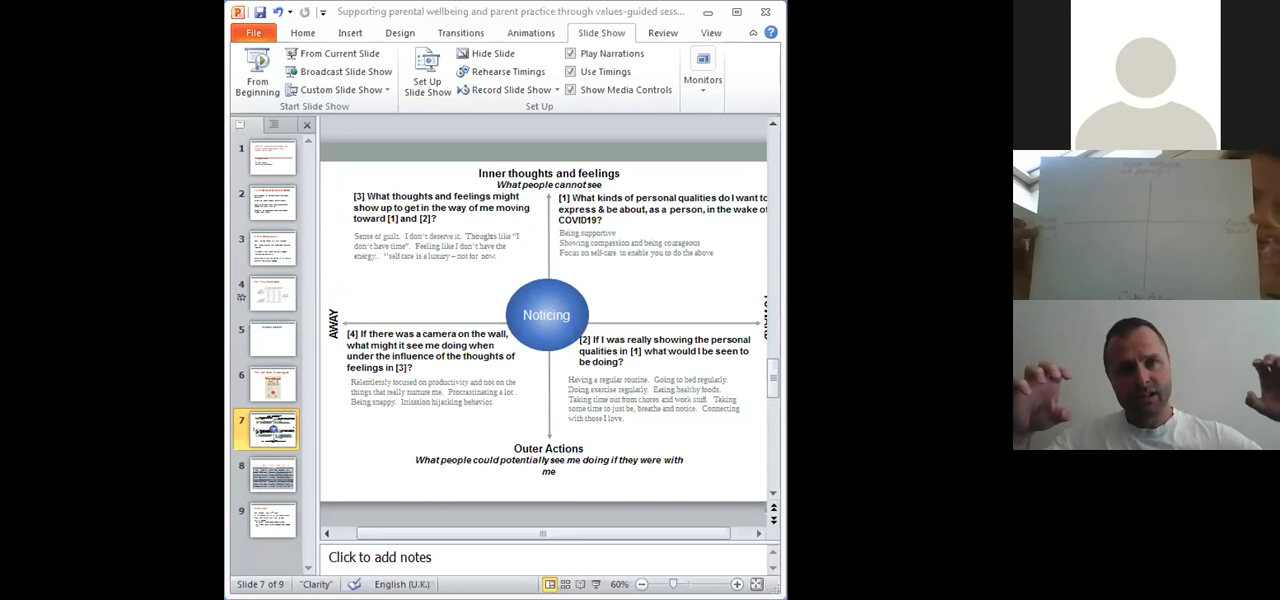 Supporting parental wellbeing and parent practice through values-guided sess...
File
Home
Insert
Design
Transitions
Animations
Slide Show
Review
View
From Beginning
From Current Slide
Broadcast Slide Show
Custom Slide Show
Start Slide Show
Set Up Slide Show
Hide Slide
Rehearse Timings
Record Slide Show
Play Narrations
Use Timings
Show Media Controls
Set Up
Monitors
1
2
3
4
5
6
7
8
9
Inner thoughts and feelings
What people cannot see
[3] What thoughts and feelings might
show up to get in the way of me moving
toward [1] and [2]?
Sense of guilt. I don't deserve it. Thoughts like "I
don't have time". Feeling like I don't have the
energy.. "self care is a luxury – not for now.
[1] What kinds of personal qualities do I want to
express & be about, as a person, in the wake of
COVID19?
Being supportive
Showing compassion and being courageous
Focus on self-care to enable you to do the above
AWAY
Noticing
[4] If there was a camera on the wall,
what might it see me doing when
under the influence of the thoughts of
feelings in [3]?
Relentlessly focused on productivity and not on the
things that really nurture me. Procrastinating a lot.
Being snappy. Irritation hijacking behavior.
[2] If I was really showing the personal
qualities in [1] what would I be seen to
be doing?
Having a regular routine. Going to bed regularly.
Doing exercise regularly. Eating healthy foods.
Taking time out from chores and work stuff. Taking
some time to just be, breathe and notice. Connecting
with those I love.
Outer Actions
What people could potentially see me doing if they were with
me
Click to add notes
Slide 7 of 9
"Clarity"
English (U.K.)
60%